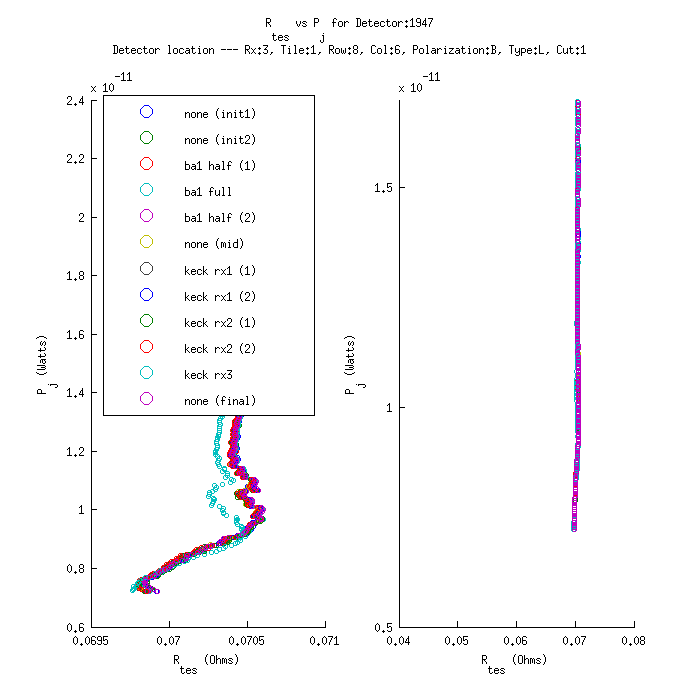 R tes vs P j for Detector:1947
Detector location --- Rx:3, Tile:1, Row:8, Col:6, Polarization:B, Type:L, Cut:1
x 10 -11
2.4
2.2
2
1.8
1.6
1.4
1.2
1
0.8
0.6
P j (Watts)
none (init1)
none (init2)
ba1 half (1)
ba1 full
ba1 half (2)
none (mid)
keck rx1 (1)
keck rx1 (2)
keck rx2 (1)
keck rx2 (2)
keck rx3
none (final)
0.0695 0.07 0.0705 0.071
R tes (Ohms)
x 10 -11
1.5
1
0.5
P j (Watts)
0.04 0.05 0.06 0.07 0.08
R tes (Ohms)